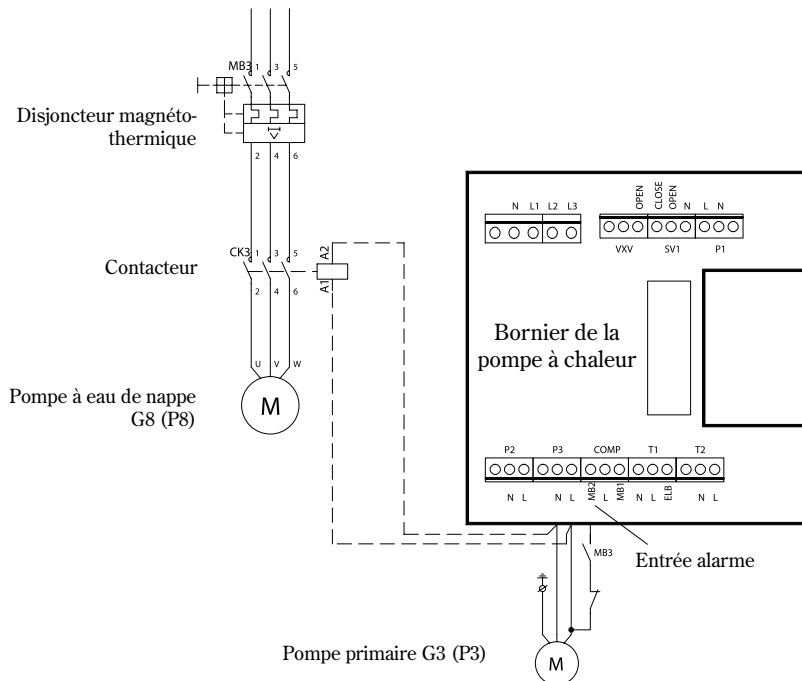 MB3 1 3 5
Disjoncteur magnéto-
thermique
2 4 6
CK3 1 3 5
Contacteur
A2
A1
2 4 6
U V W
Pompe à eau de nappe
G8 (P8)
M
N L1 L2 L3
OPEN CLOSE OPEN N L N
VXV SV1 P1
Bornier de la
pompe à chaleur
P2 P3 COMP T1 T2
N L N L MB2 L MB1 N L ELB N L
MB3
Entrée alarme
Pompe primaire G3 (P3)
M